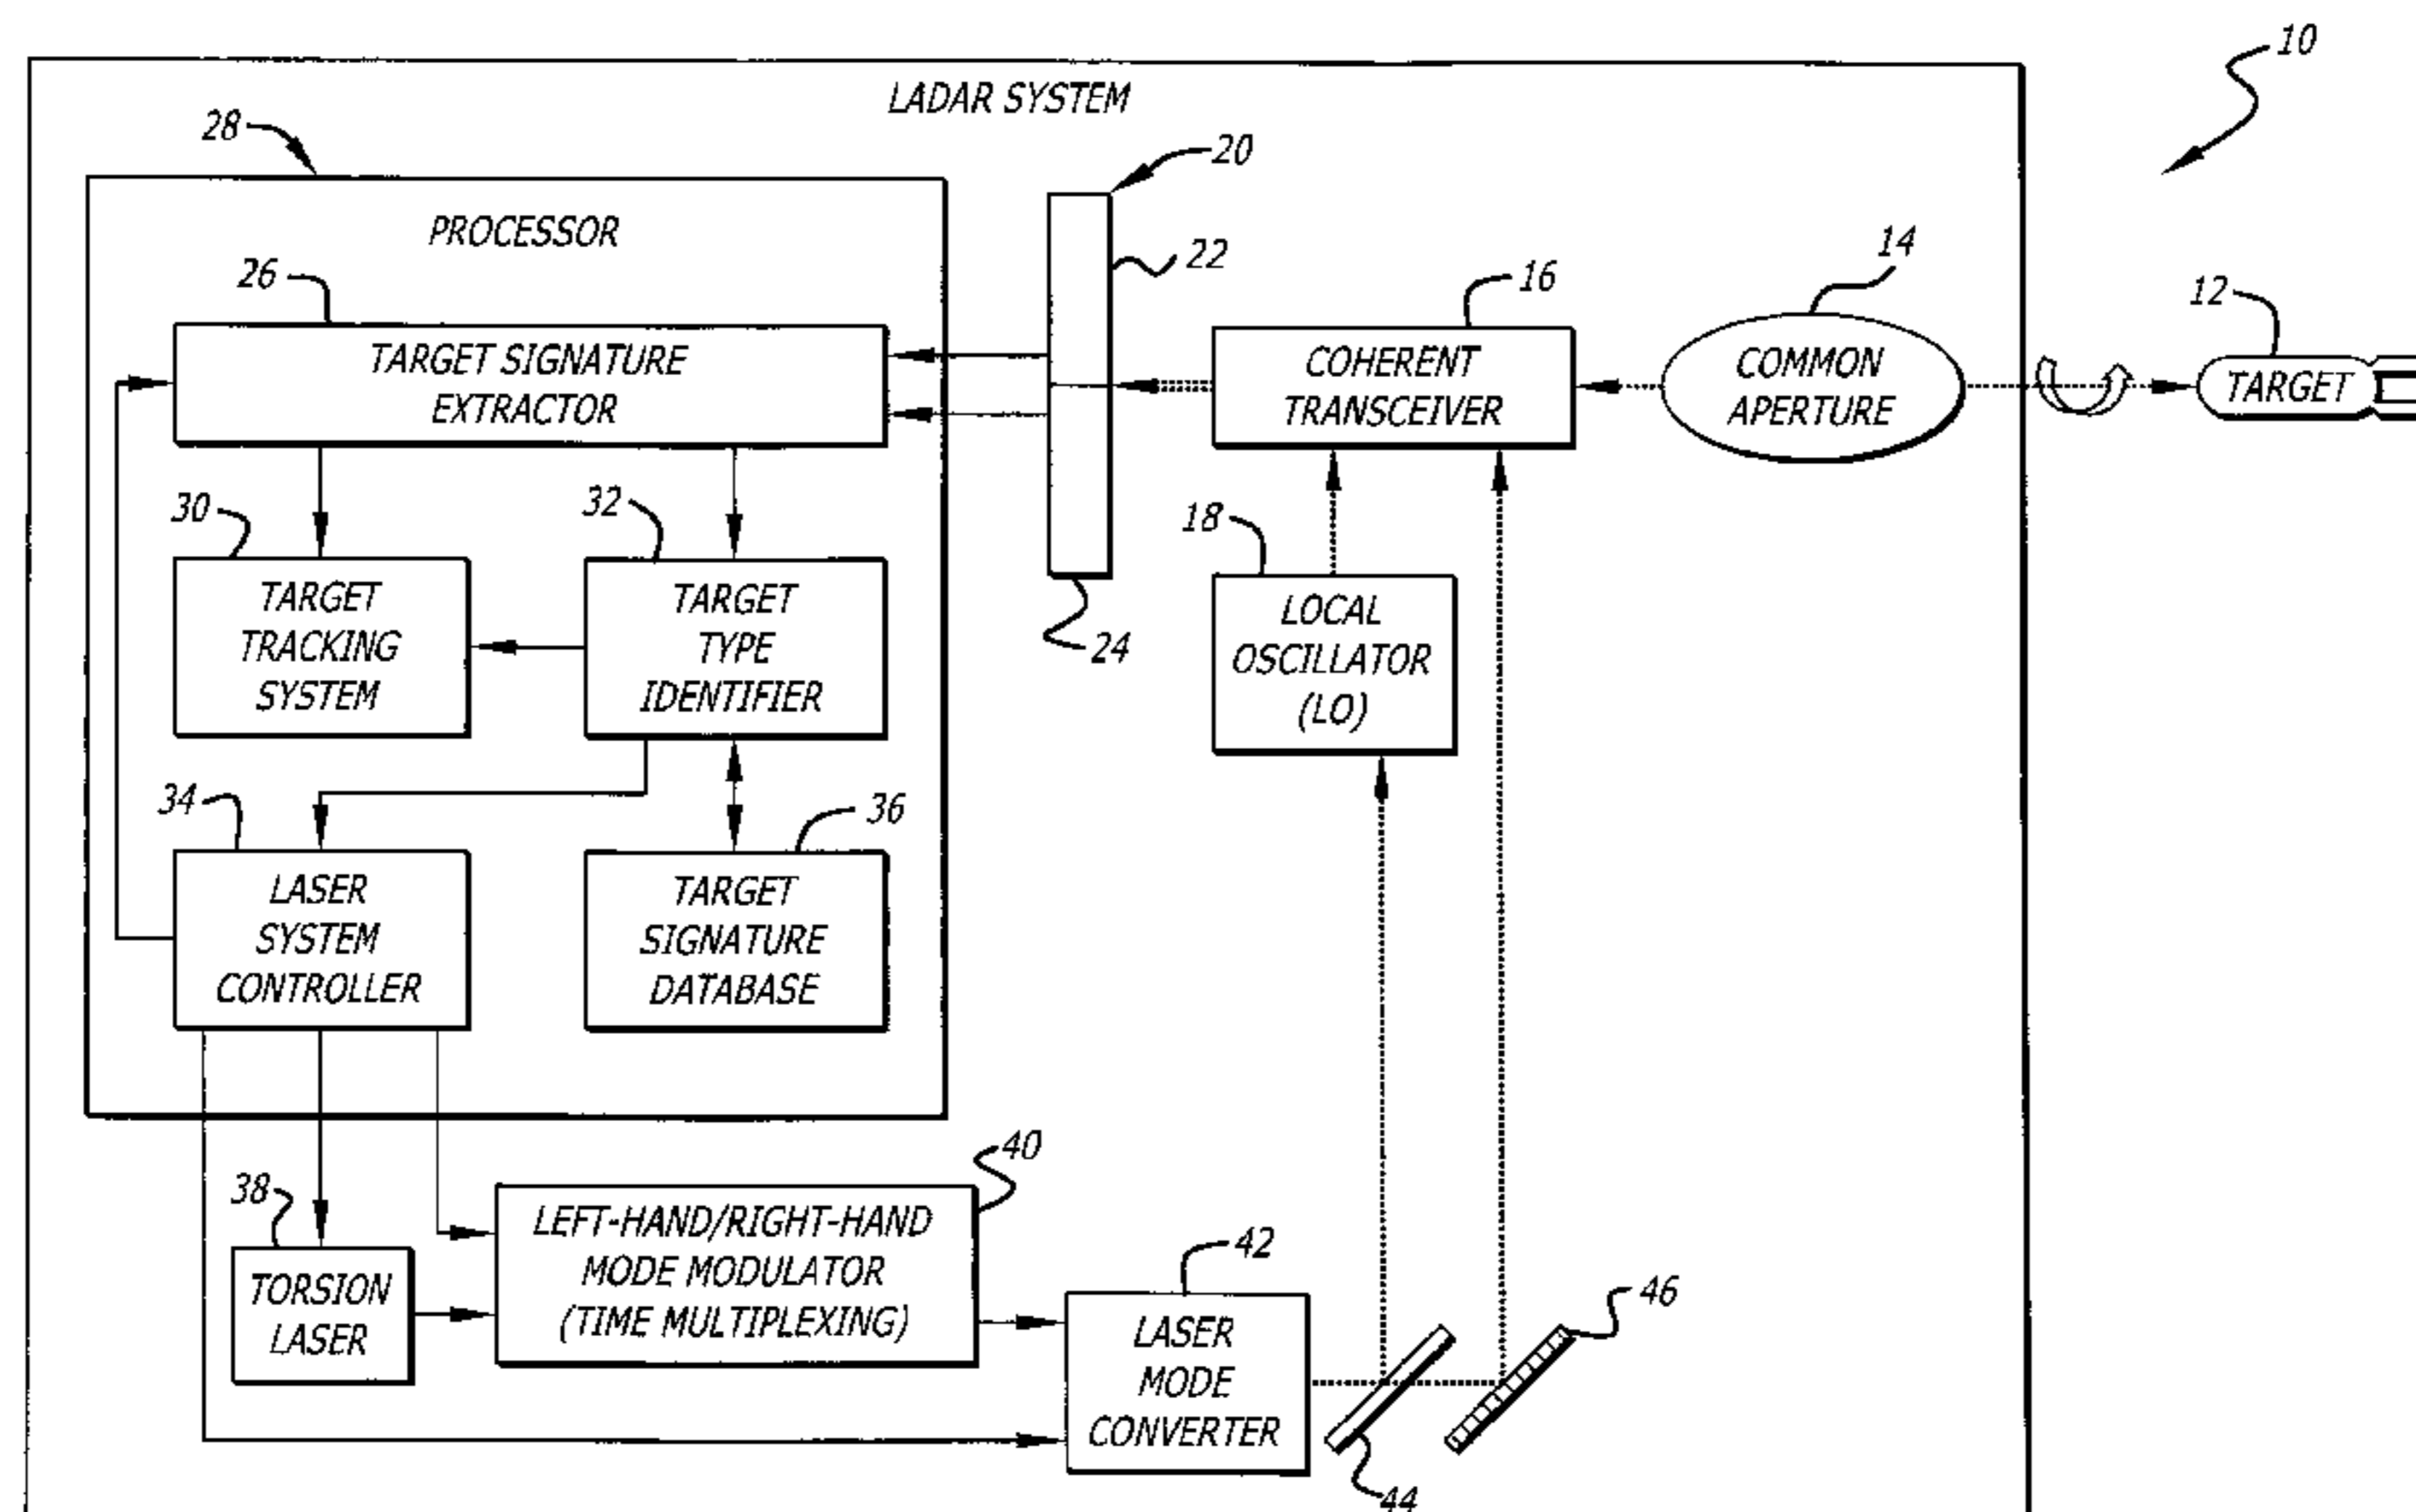 10
LADAR SYSTEM
28
20
PROCESSOR
22
14
26
16
12
TARGET SIGNATURE
EXTRACTOR
COHERENT
TRANSCEIVER
COMMON
APERTURE
TARGET
30
32
18
TARGET
TRACKING
SYSTEM
TARGET
TYPE
IDENTIFIER
24
LOCAL
OSCILLATOR
(LO)
34
36
LASER
SYSTEM
CONTROLLER
TARGET
SIGNATURE
DATABASE
40
38
LEFT-HAND/RIGHT-HAND
MODE MODULATOR
(TIME MULTIPLEXING)
42
TORSION
LASER
46
LASER
MODE
CONVERTER
44